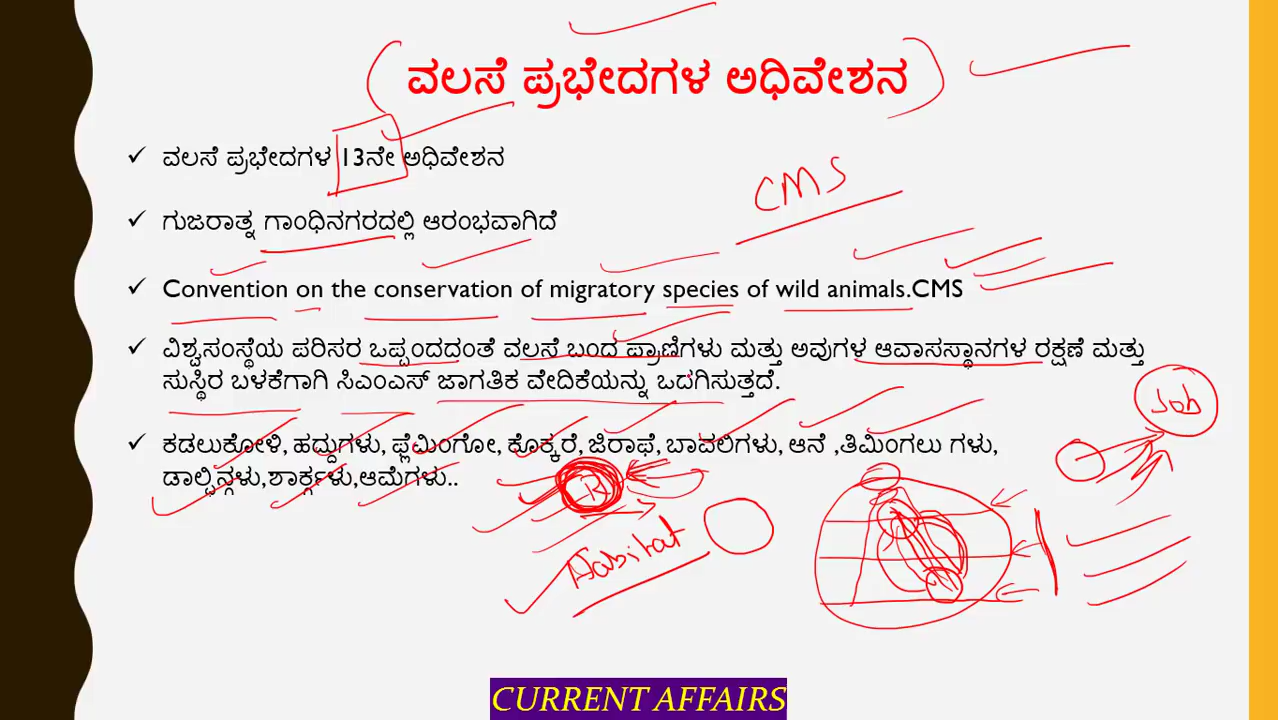 ವಲಸೆ ಪ್ರಭೇದಗಳ ಅಧಿವೇಶನ
ವಲಸೆ ಪ್ರಭೇದಗಳ 13ನೇ ಅಧಿವೇಶನ
CMS
ಗುಜರಾತ್ನ ಗಾಂಧಿನಗರದಲ್ಲಿ ಆರಂಭವಾಗಿದೆ
Convention on the conservation of migratory species of wild animals.CMS
ವಿಶ್ವಸಂಸ್ಥೆಯ ಪರಿಸರ ಒಪ್ಪಂದದಂತೆ ವಲಸೆ ಬಂದ ಪ್ರಾಣಿಗಳು ಮತ್ತು ಅವುಗಳ ಆವಾಸಸ್ಥಾನಗಳ ರಕ್ಷಣೆ ಮತ್ತು
ಸುಸ್ಥಿರ ಬಳಕೆಗಾಗಿ ಸಿಎಂಎಸ್ ಜಾಗತಿಕ ವೇದಿಕೆಯನ್ನು ಒದಗಿಸುತ್ತದೆ.
Job
ಕಡಲುಕೋಳಿ, ಹದ್ದುಗಳು, ಫ್ಲೆಮಿಂಗೋ, ಕೊಕ್ಕರೆ, ಜಿರಾಫೆ, ಬಾವಲಿಗಳು, ಆನೆ ,ತಿಮಿಂಗಲು ಗಳು,
ಡಾಲ್ಫಿನ್ಗಳು,ಶಾರ್ಕ್ಗಳು,ಆಮೆಗಳು..
R
Habitat
CURRENT AFFAIRS